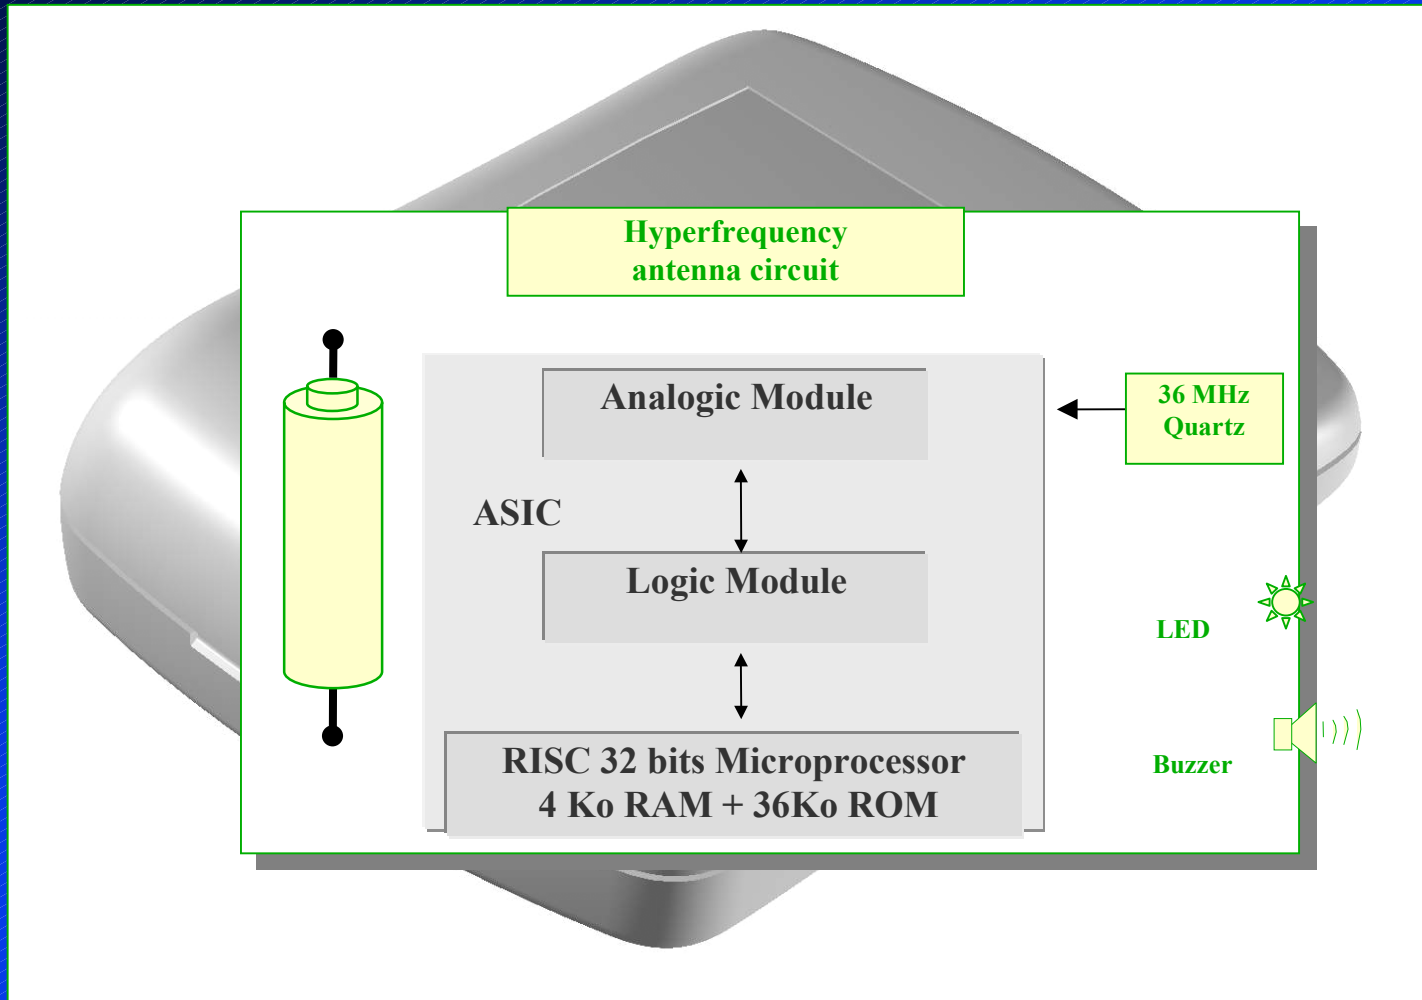 Hyperfrequency
antenna circuit
Analogic Module
36 MHz
Quartz
ASIC
Logic Module
LED
RISC 32 bits Microprocessor
4 Ko RAM + 36Ko ROM
Buzzer